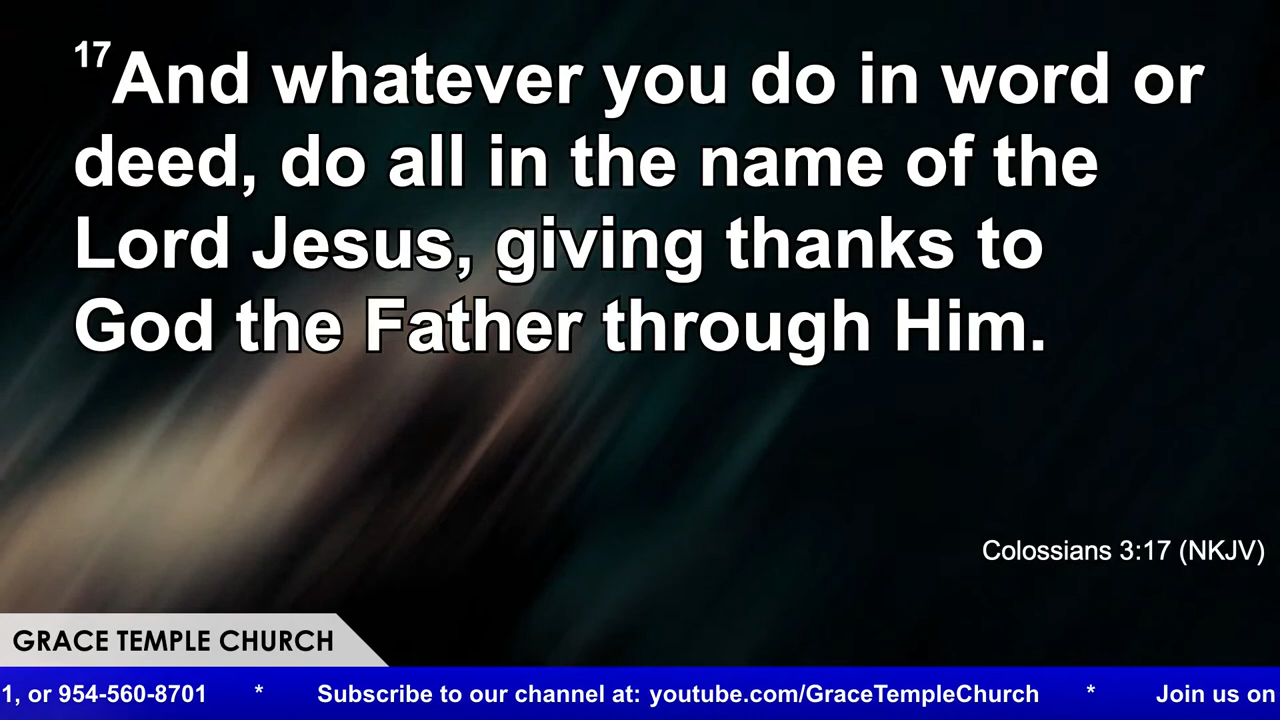 17And whatever you do in word or
deed, do all in the name of the
Lord Jesus, giving thanks to
God the Father through Him.
Colossians 3:17 (NKJV)
GRACE TEMPLE CHURCH
1, or 954-560-8701 * Subscribe to our channel at: youtube.com/GraceTempleChurch * Join us on